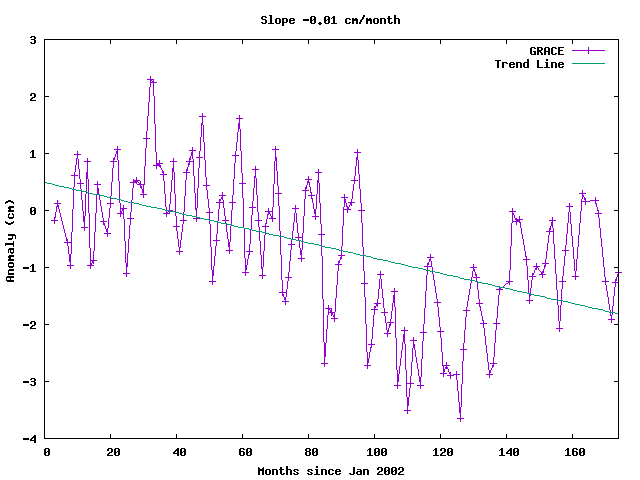 Slope -0.01 cm/month
3
GRACE
Trend Line
2
1
0
-1
-2
-3
-4
Anomaly (cm)
0 20 40 60 80 100 120 140 160
Months since Jan 2002